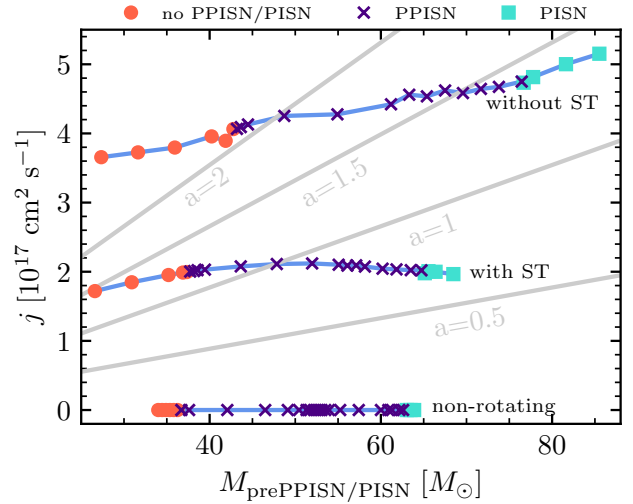 no PPISN/PISN PPISN PISN
5
4
3
2
1
0
j [10^17 cm^2 s^−1]
without ST
a=2
a=1.5
a=1
with ST
a=0.5
non-rotating
40 60 80
M_prePPISN/PISN [M_⊙]